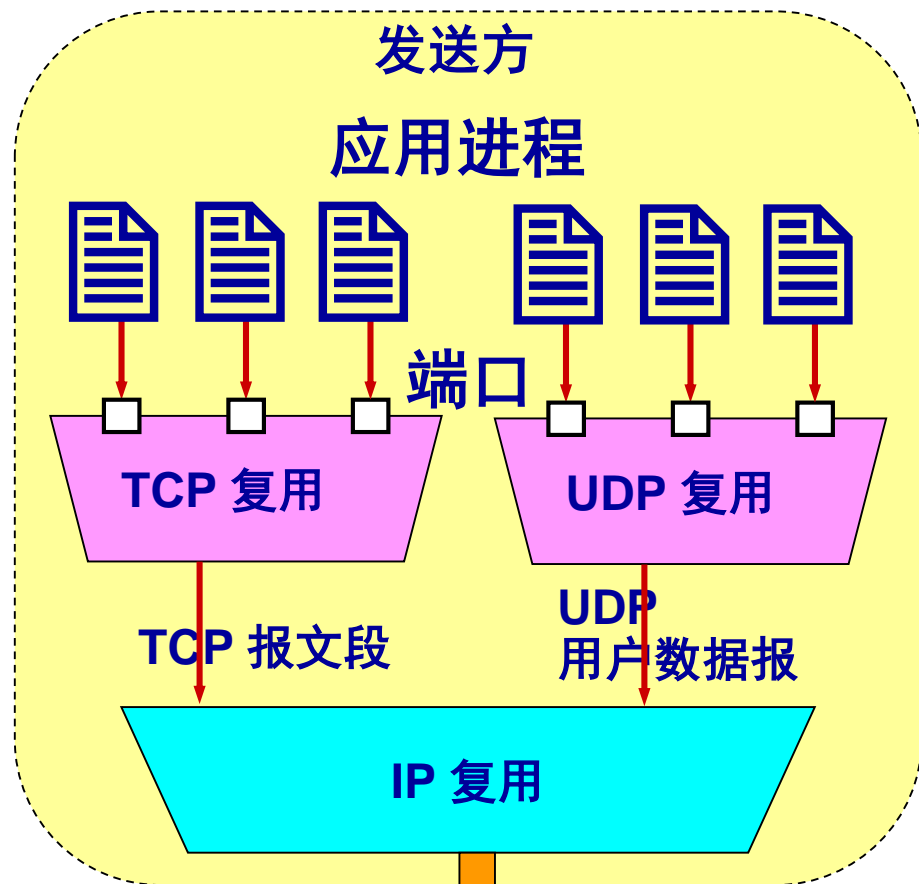 发送方
应用进程
端口
TCP 复用
UDP 复用
TCP 报文段
UDP
用户数据报
IP 复用